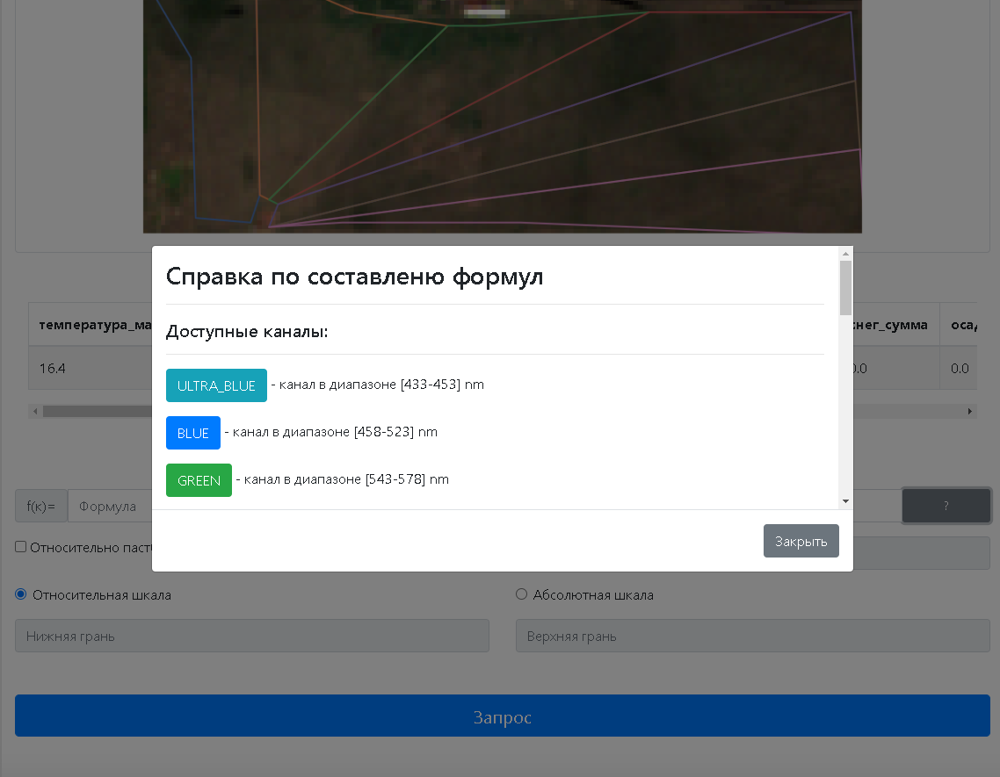 Справка по составленю формул
Доступные каналы:
температура_ма
снег_сумма
оса
16.4
0.0
0.0
ULTRA_BLUE - канал в диапазоне [433-453] nm
BLUE - канал в диапазоне [458-523] nm
GREEN - канал в диапазоне [543-578] nm
f(к)=
Формула
?
Закрыть
Относительно паст
Относительная шкала
Абсолютная шкала
Нижняя грань
Верхняя грань
Запрос